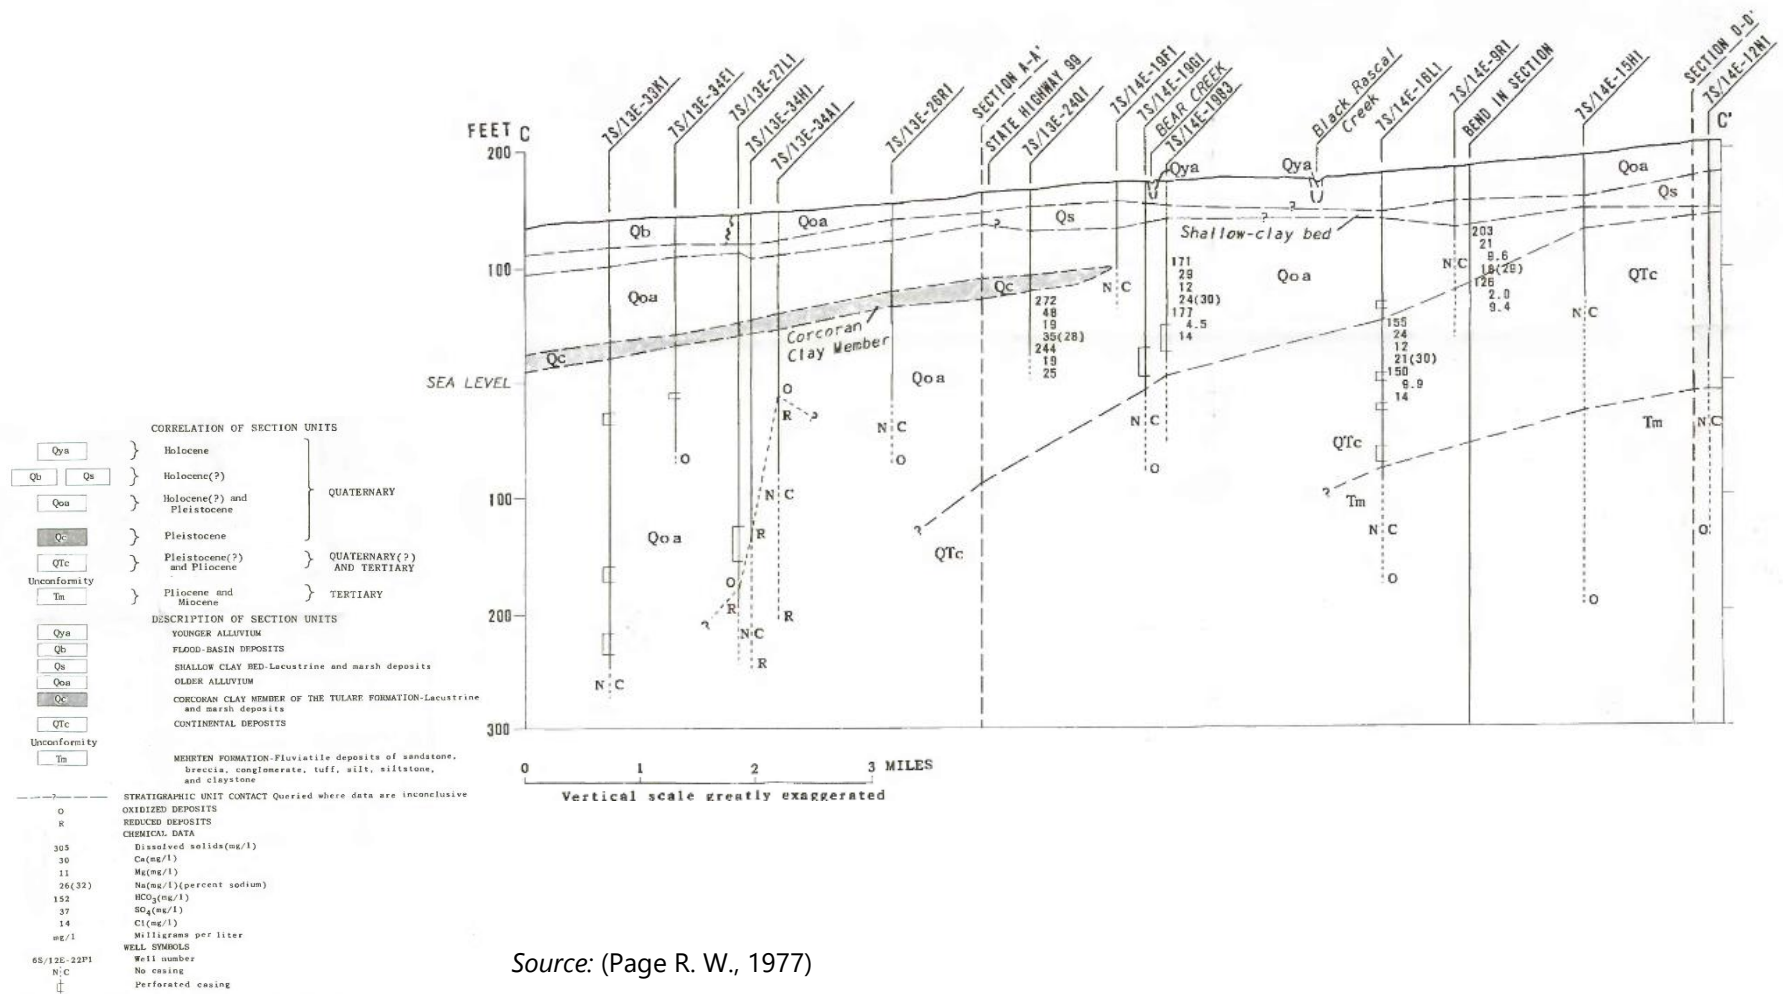 7S/13E-33K1
7S/13E-34E1
7S/13E-27L1
7S/13E-34H1
7S/13E-34A1
7S/13E-26R1
SECTION A-A'
STATE HIGHWAY 99
7S/13E-24Q1
7S/14E-19F1
7S/14E-19G1
BEAR CREEK
7S/14E-19B3
Black Rascal
Creek
7S/14E-16L1
7S/14E-9R1
BEND IN SECTION
7S/14E-15H1
SECTION D-D'
7S/14E-12N1
FEET C
C'
200
100
SEA LEVEL
100
200
300
Qya
Qya
Qoa
Qs
Qoa
Qb
Qs
?
?
?
Shallow-clay bed
Qoa
Qoa
QTc
Qc
Qc
Corcoran
Clay Member
Qoa
Qoa
QTc
QTc
Tm
Tm
?
?
?
?
272
48
19
35(28)
244
19
25
171
29
12
24(30)
177
4.5
14
155
24
12
21(30)
150
9.9
14
203
21
9.6
18(29)
126
2.0
9.4
N C
N C
N C
N C
N C
N C
N C
N C
N C
N C
O
O
R
O
R
R
R
R
O
O
O
O
O
0 1 2 3 MILES
Vertical scale greatly exaggerated
CORRELATION OF SECTION UNITS
Qya } Holocene
Qb Qs } Holocene(?)
QUATERNARY
Qoa } Holocene(?) and
Pleistocene
Qc } Pleistocene
QTc } Pleistocene(?)
and Pliocene
} QUATERNARY(?)
AND TERTIARY
Unconformity
Tm } Pliocene and
Miocene
} TERTIARY
DESCRIPTION OF SECTION UNITS
Qya YOUNGER ALLUVIUM
Qb FLOOD-BASIN DEPOSITS
Qs SHALLOW CLAY BED-Lacustrine and marsh deposits
Qoa OLDER ALLUVIUM
Qc CORCORAN CLAY MEMBER OF THE TULARE FORMATION-Lacustrine
and marsh deposits
QTc CONTINENTAL DEPOSITS
Unconformity
Tm MEHRTEN FORMATION-Fluviatile deposits of sandstone,
breccia, conglomerate, tuff, silt, siltstone,
and claystone
? STRATIGRAPHIC UNIT CONTACT Queried where data are inconclusive
O OXIDIZED DEPOSITS
R REDUCED DEPOSITS
CHEMICAL DATA
305 Dissolved solids(mg/l)
30 Ca(mg/l)
11 Mg(mg/l)
26(32) Na(mg/l)(percent sodium)
152 HCO3(mg/l)
37 SO4(mg/l)
14 Cl(mg/l)
mg/l Milligrams per liter
WELL SYMBOLS
6S/12E-22P1 Well number
N C No casing
Perforated casing
Source: (Page R. W., 1977)